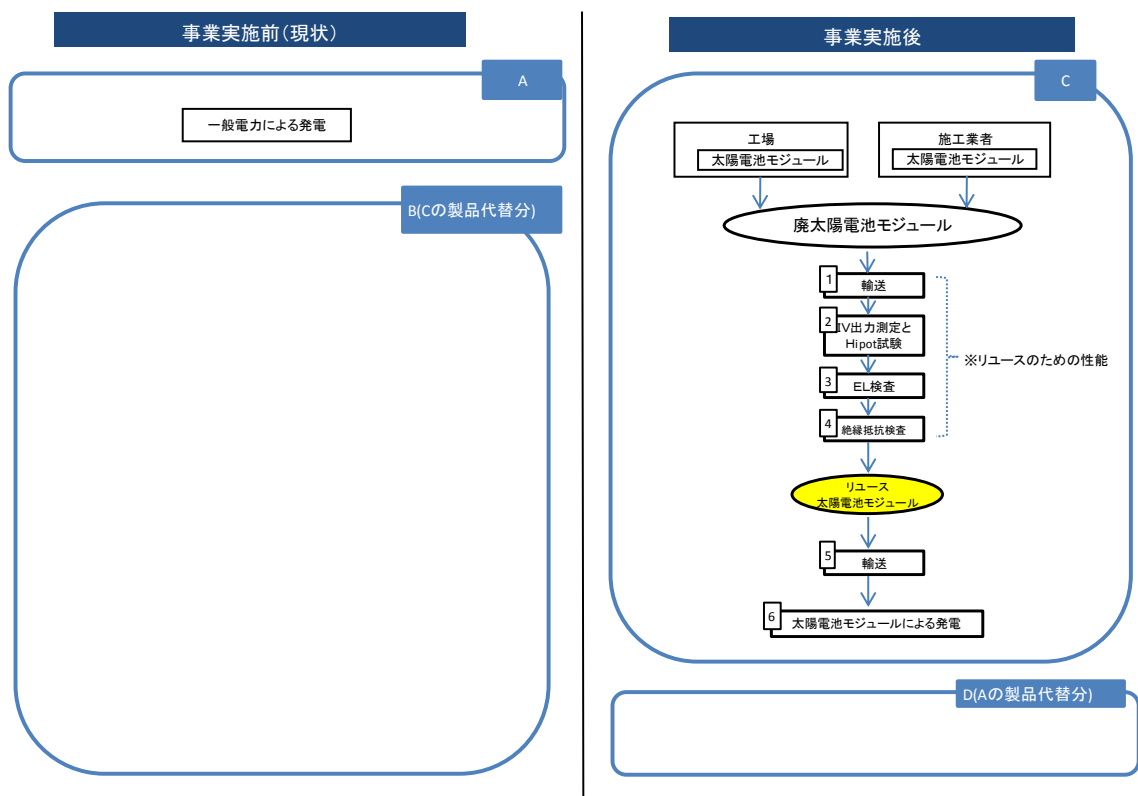 事業実施前(現状)
A
一般電力による発電
B(Cの製品代替分)
事業実施後
C
工場
太陽電池モジュール
施工業者
太陽電池モジュール
廃太陽電池モジュール
1
輸送
2
IV出力測定と
Hipot試験
3
EL検査
4
絶縁抵抗検査
※リユースのための性能
リユース
太陽電池モジュール
5
輸送
6
太陽電池モジュールによる発電
D(Aの製品代替分)